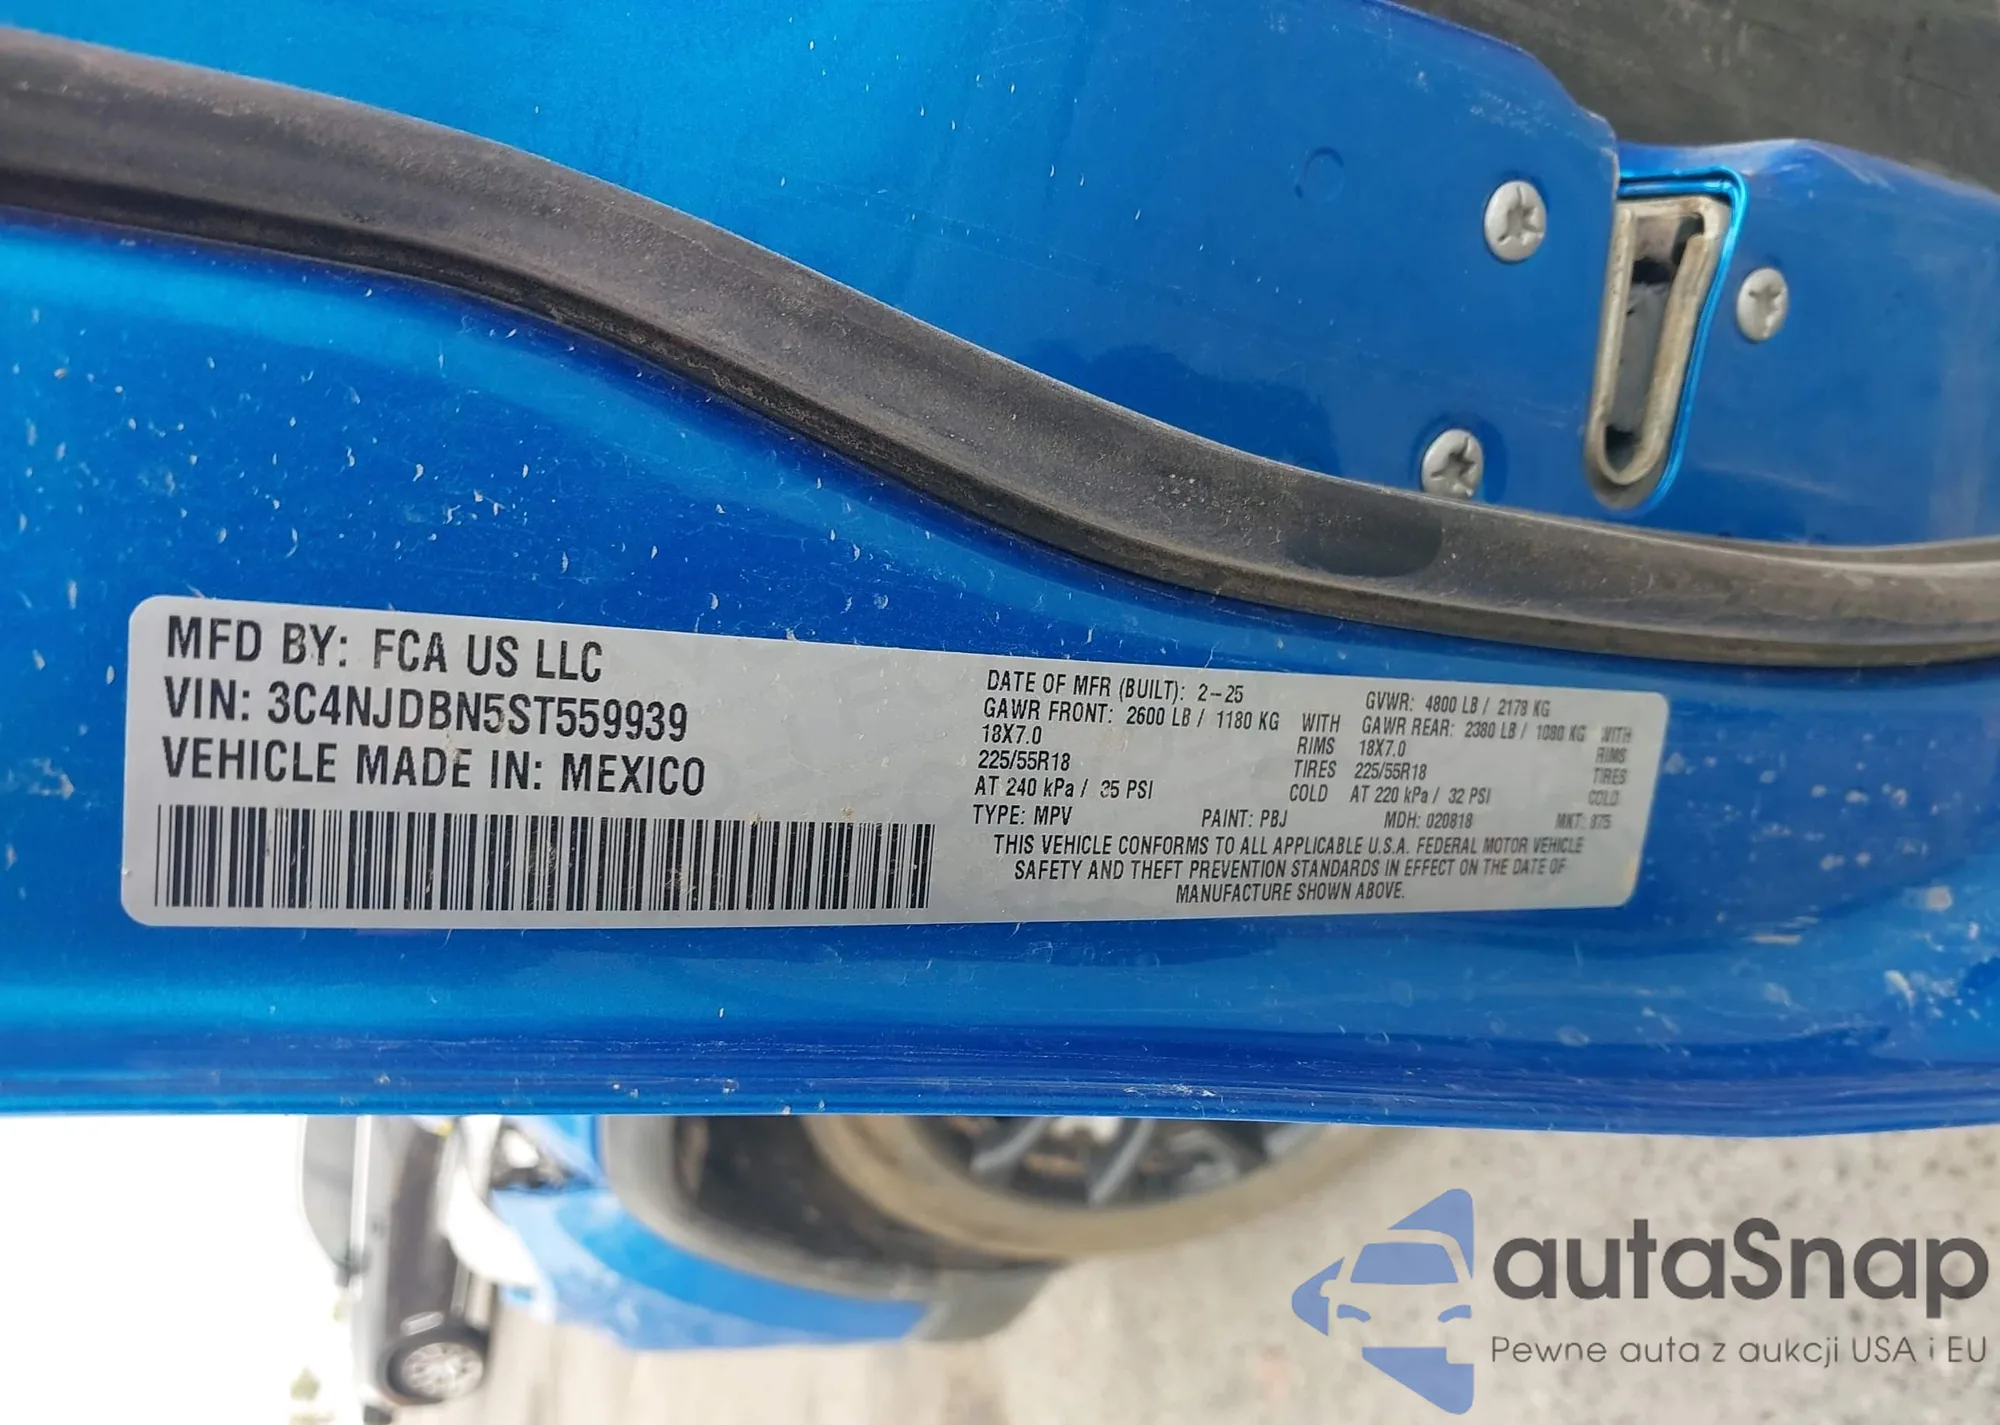 MFD BY: FCA US LLC
VIN: 3C4NJDBN5ST559939
VEHICLE MADE IN: MEXICO
DATE OF MFR (BUILT): 2-25 GVWR: 4800 LB / 2178 KG
GAWR FRONT: 2600 LB / 1180 KG WITH GAWR REAR: 2380 LB / 1080 KG WITH
18X7.0 RIMS 18X7.0 RIMS
225/55R18 TIRES 225/55R18 TIRES
AT 240 kPa / 35 PSI COLD AT 220 kPa / 32 PSI COLD
TYPE: MPV PAINT: PBJ MDH: 020818 MKT: 875
THIS VEHICLE CONFORMS TO ALL APPLICABLE U.S.A. FEDERAL MOTOR VEHICLE
SAFETY AND THEFT PREVENTION STANDARDS IN EFFECT ON THE DATE OF
MANUFACTURE SHOWN ABOVE.
autaSnap
Pewne auta z aukcji USA i EU